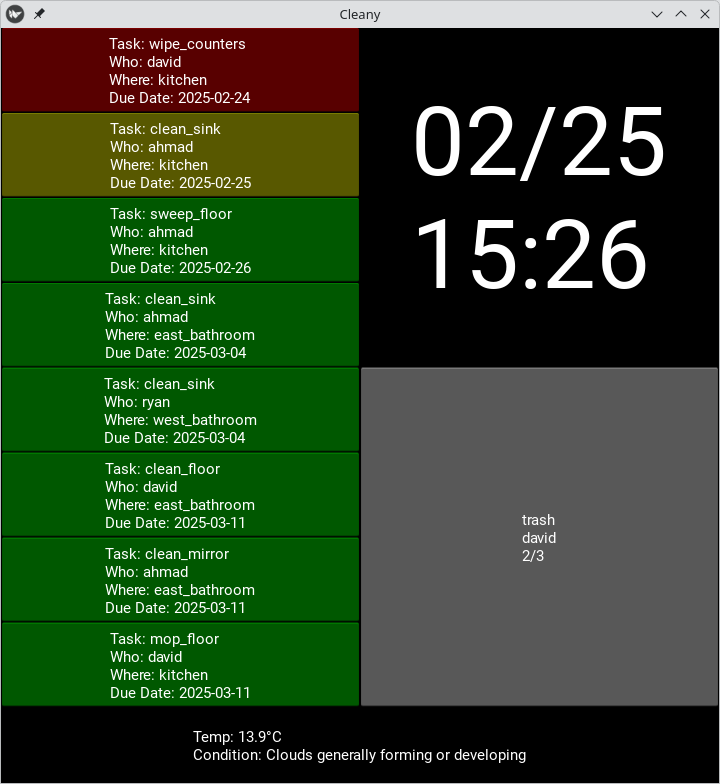 Cleany
Task: wipe_counters
Who: david
Where: kitchen
Due Date: 2025-02-24
Task: clean_sink
Who: ahmad
Where: kitchen
Due Date: 2025-02-25
Task: sweep_floor
Who: ahmad
Where: kitchen
Due Date: 2025-02-26
Task: clean_sink
Who: ahmad
Where: east_bathroom
Due Date: 2025-03-04
Task: clean_sink
Who: ryan
Where: west_bathroom
Due Date: 2025-03-04
Task: clean_floor
Who: david
Where: east_bathroom
Due Date: 2025-03-11
Task: clean_mirror
Who: ahmad
Where: east_bathroom
Due Date: 2025-03-11
Task: mop_floor
Who: david
Where: kitchen
Due Date: 2025-03-11
02/25
15:26
trash
david
2/3
Temp: 13.9°C
Condition: Clouds generally forming or developing